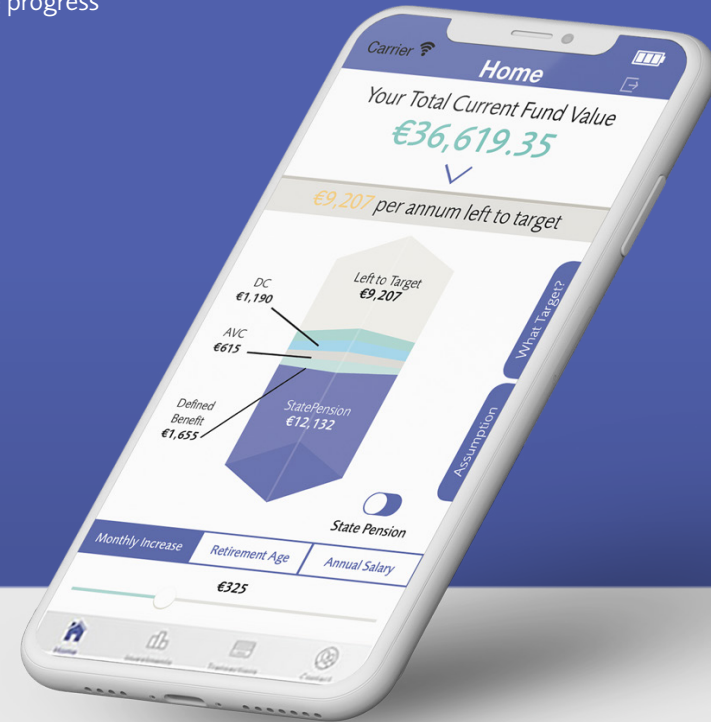 progress
Carrier
Home
Your Total Current Fund Value
€36,619.35
€9,207 per annum left to target
Left to Target
€9,207
DC
€1,190
AVC
€615
Defined
Benefit
€1,655
StatePension
€12,132
What Target?
Assumption
State Pension
Monthly Increase
Retirement Age
Annual Salary
€325
Home
Investments
Transactions
Contact